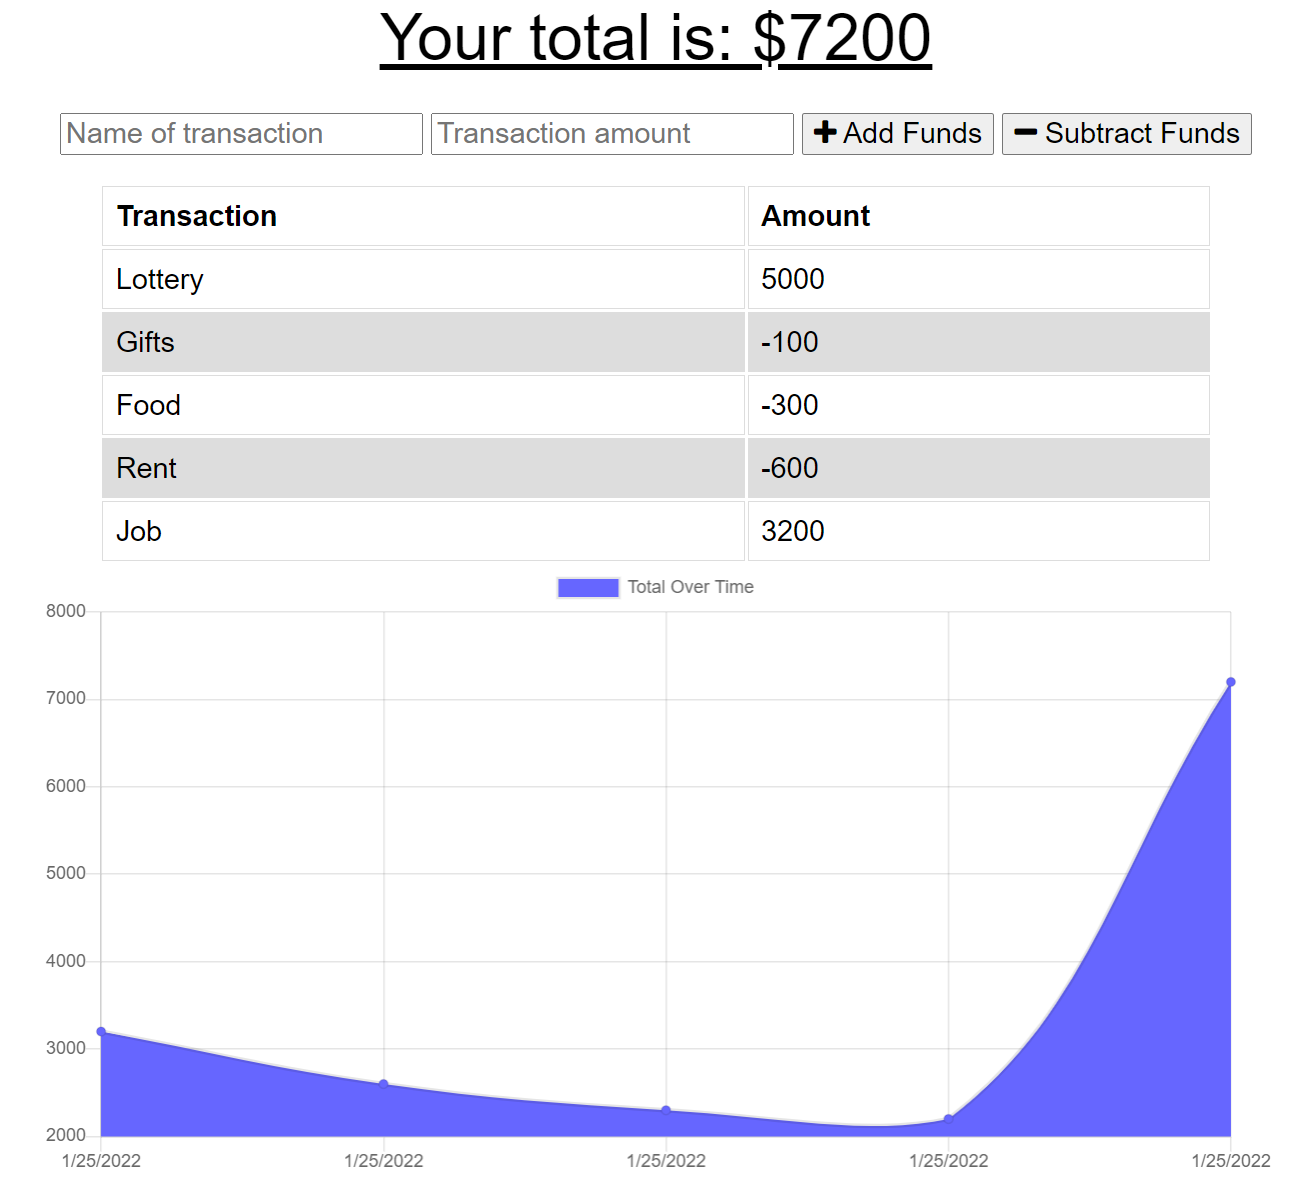 Your total is: $7200
Name of transaction Transaction amount Add Funds Subtract Funds
Transaction Amount
Lottery 5000
Gifts -100
Food -300
Rent -600
Job 3200
Total Over Time
8000
7000
6000
5000
4000
3000
2000
1/25/2022 1/25/2022 1/25/2022 1/25/2022 1/25/2022